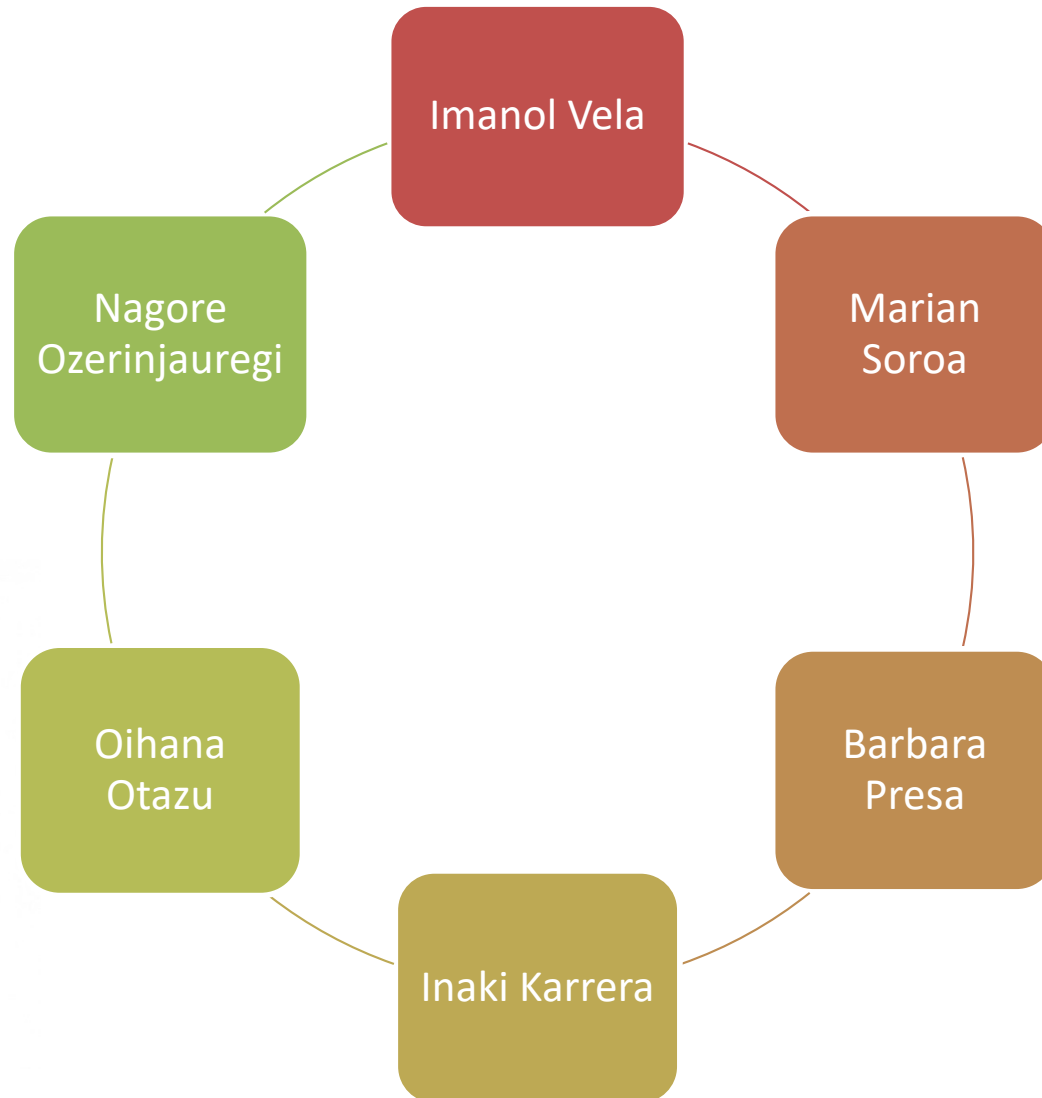 Imanol Vela
Nagore
Ozerinjauregi
Marian
Soroa
Oihana
Otazu
Barbara
Presa
Inaki Karrera